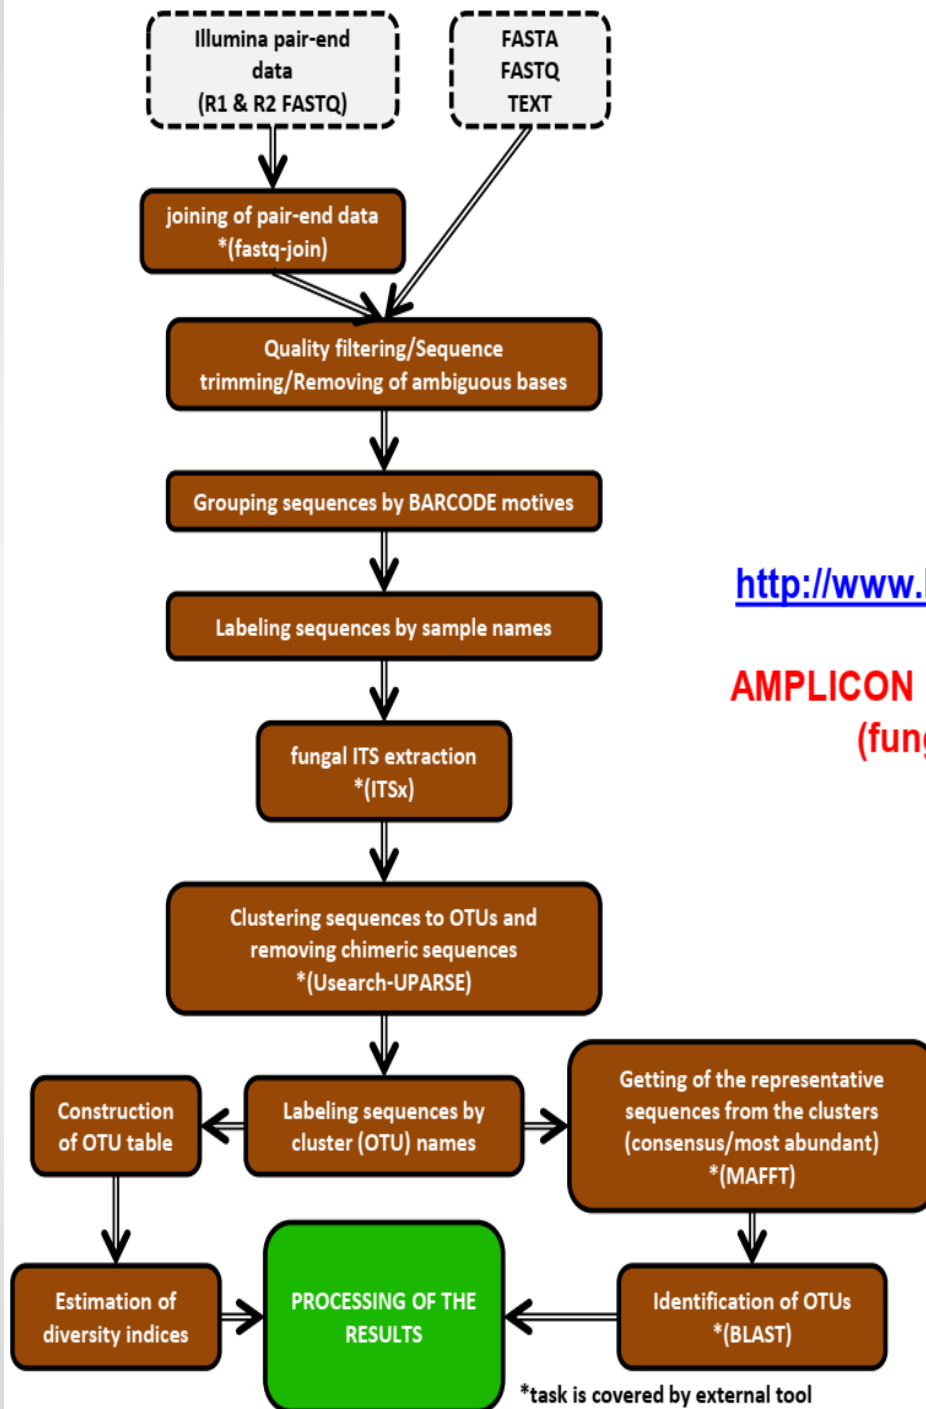 Illumina pair-end
data
(R1 & R2 FASTQ)
FASTA
FASTQ
TEXT
joining of pair-end data
*(fastq-join)
Quality filtering/Sequence
trimming/Removing of ambiguous bases
Grouping sequences by BARCODE motives
Labeling sequences by sample names
http://www.
AMPLICON
(fung
fungal ITS extraction
*(ITSx)
Clustering sequences to OTUs and
removing chimeric sequences
*(Usearch-UPARSE)
Construction
of OTU table
Labeling sequences by
cluster (OTU) names
Getting of the representative
sequences from the clusters
(consensus/most abundant)
*(MAFFT)
Estimation of
diversity indices
PROCESSING OF THE
RESULTS
Identification of OTUs
*(BLAST)
*task is covered by external tool